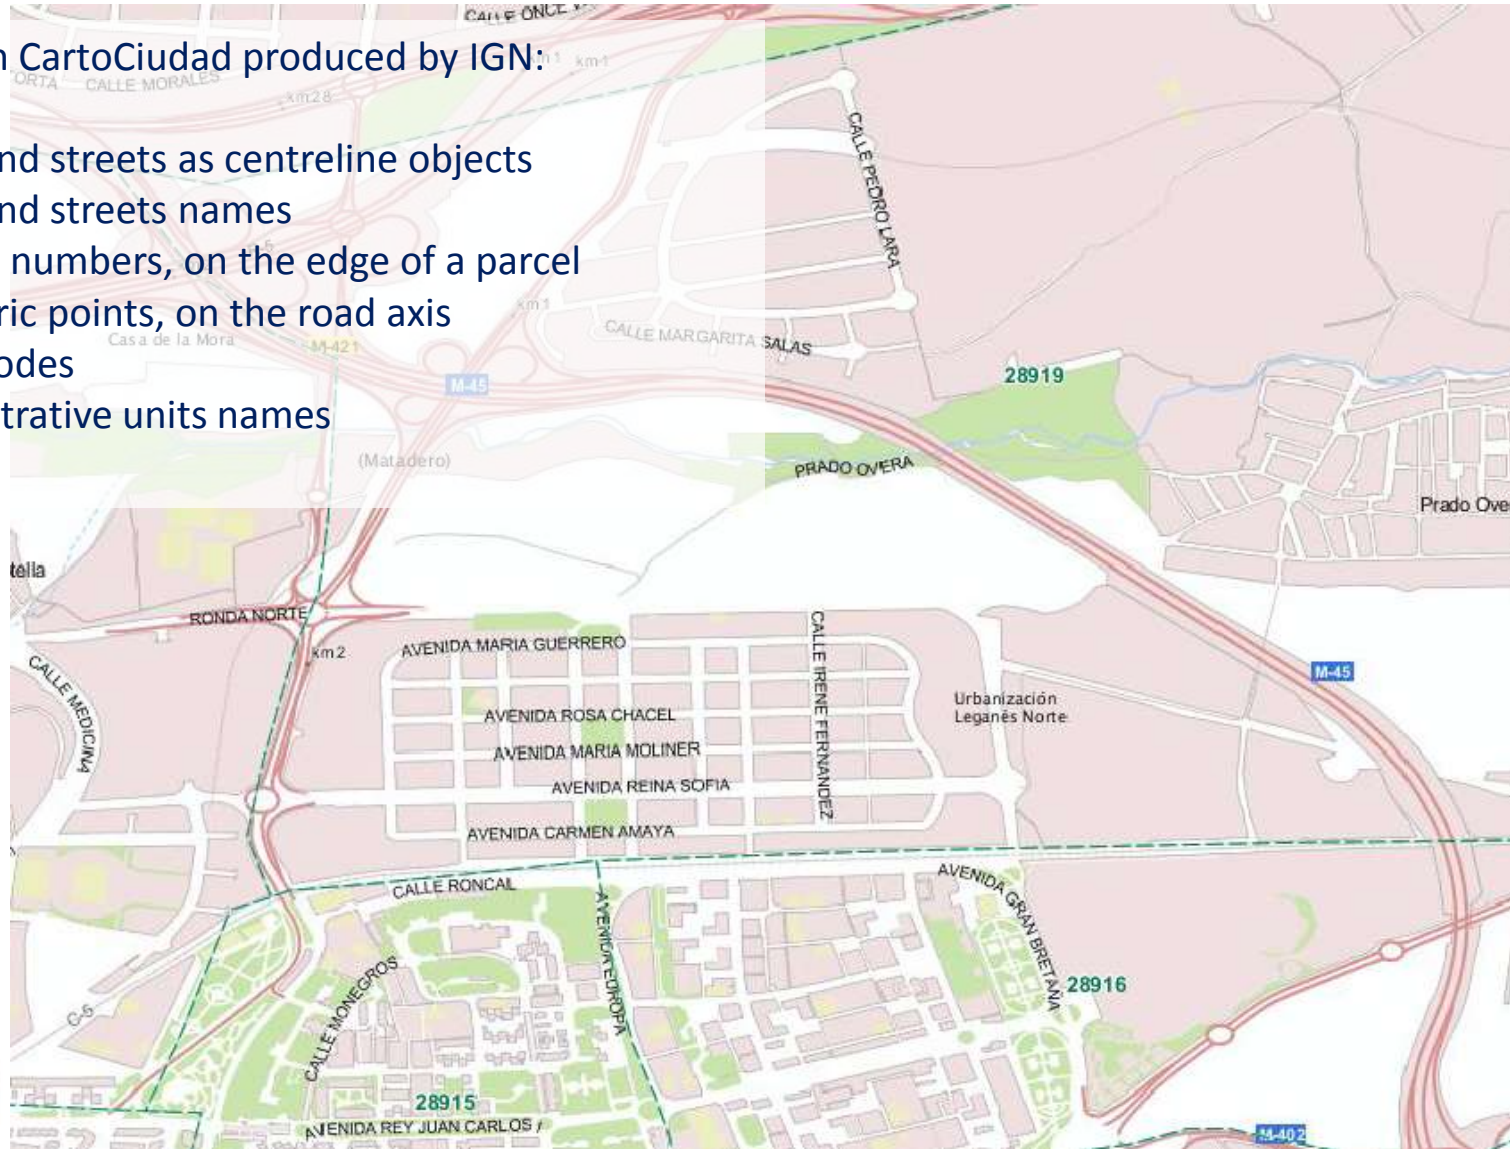 CartoCiudad produced by IGN:
nd streets as centreline objects
nd streets names
numbers, on the edge of a parcel
ric points, on the road axis
odes
trative units names
CALLE ONCE
ORTA
CALLE MORALES
km 28
km 1
km 1
CALLE PEDRO LARA
km 1
Casa de la Mora
M-421
CALLE MARGARITA SALAS
M-45
28919
(Matadero)
PRADO OVERA
Prado Ove
tella
RONDA NORTE
km 2
CALLE MEDICINA
AVENIDA MARIA GUERRERO
CALLE IRENE FERNANDEZ
M-45
Urbanización
Leganés Norte
AVENIDA ROSA CHACEL
AVENIDA MARIA MOLINER
AVENIDA REINA SOFIA
AVENIDA CARMEN AMAYA
CALLE RONCAL
AVENIDA EUROPA
AVENIDA GRAN BRETAÑA
CALLE MONEGROS
C-5
28916
28915
AVENIDA REY JUAN CARLOS I
M-402